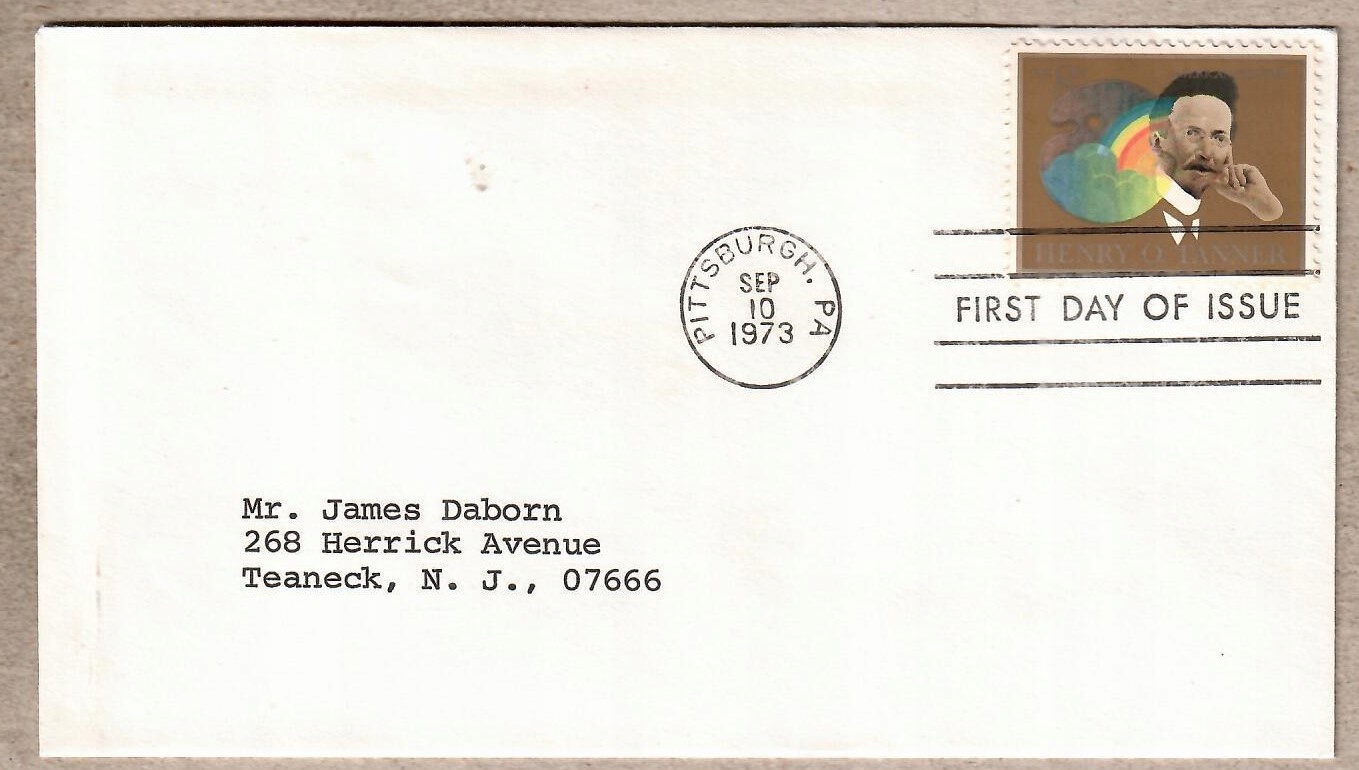 HENRY O. TANNER
PITTSBURGH, PA
SEP
10
1973
FIRST DAY OF ISSUE
Mr. James Daborn
268 Herrick Avenue
Teaneck, N. J., 07666